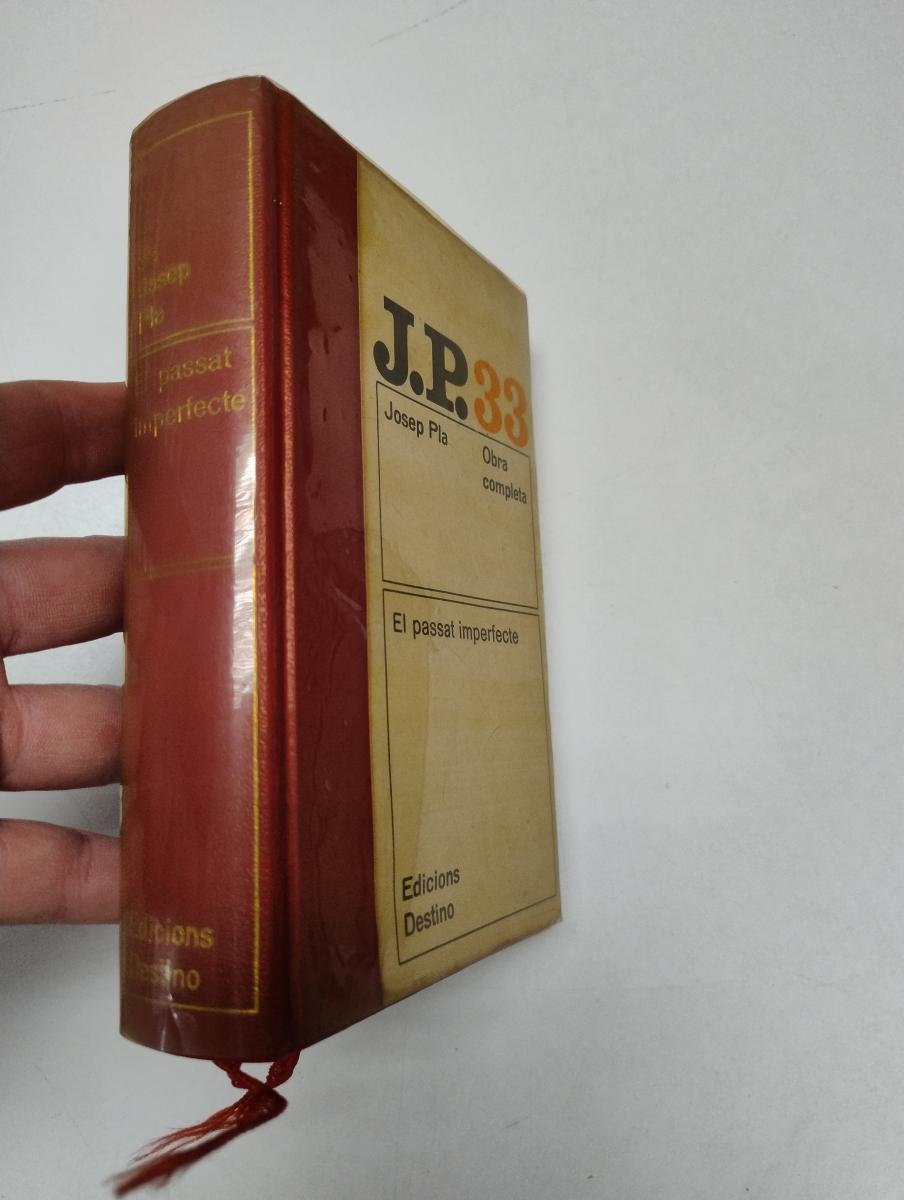 Josep
Pla
El passat
imperfecte
Edicions
Destino
J.P.33
Josep Pla
Obra
completa
El passat imperfecte
Edicions
Destino